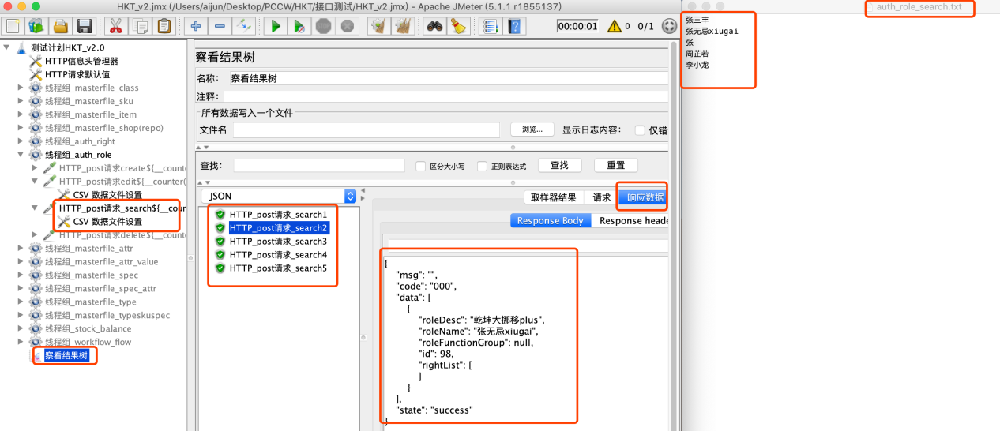 HKT_v2.jmx (/Users/aijun/Desktop/PCCW/HKT/接口测试/HKT_v2.jmx) - Apache JMeter (5.1.1 r1855137)
00:00:01
0 0/1
测试计划HKT_v2.0
HTTP信息头管理器
HTTP请求默认值
线程组_masterfile_class
线程组_masterfile_sku
线程组_masterfile_item
线程组_masterfile_shop(repo)
线程组_auth_right
线程组_auth_role
HTTP_post请求create${__counte
HTTP_post请求edit${__counter(
CSV 数据文件设置
HTTP_post请求_search${__cour
CSV 数据文件设置
HTTP_post请求delete${__counte
线程组_masterfile_attr
线程组_masterfile_attr_value
线程组_masterfile_spec
线程组_masterfile_spec_attr
线程组_masterfile_type
线程组_masterfile_typeskuspec
线程组_stock_balance
线程组_workflow_flow
察看结果树
察看结果树
名称： 察看结果树
注释：
所有数据写入一个文件
文件名 浏览... 显示日志内容： 仅错
查找： 区分大小写 正则表达式 查找 重置
JSON
HTTP_post请求_search1
HTTP_post请求_search2
HTTP_post请求_search3
HTTP_post请求_search4
HTTP_post请求_search5
取样器结果 请求 响应数据
Response Body Response heade
{
"msg": "",
"code": "000",
"data": [
{
"roleDesc": "乾坤大挪移plus",
"roleName": "张无忌xiugai",
"roleFunctionGroup": null,
"id": 98,
"rightList": [
]
}
],
"state": "success"
}
auth_role_search.txt
张三丰
张无忌xiugai
张
周芷若
李小龙